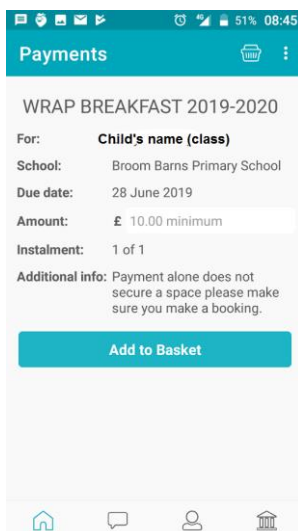 4G 51% 08:45
Payments
WRAP BREAKFAST 2019-2020
For: Child's name (class)
School: Broom Barns Primary School
Due date: 28 June 2019
Amount: £ 10.00 minimum
Instalment: 1 of 1
Additional info: Payment alone does not
secure a space please make
sure you make a booking.
Add to Basket